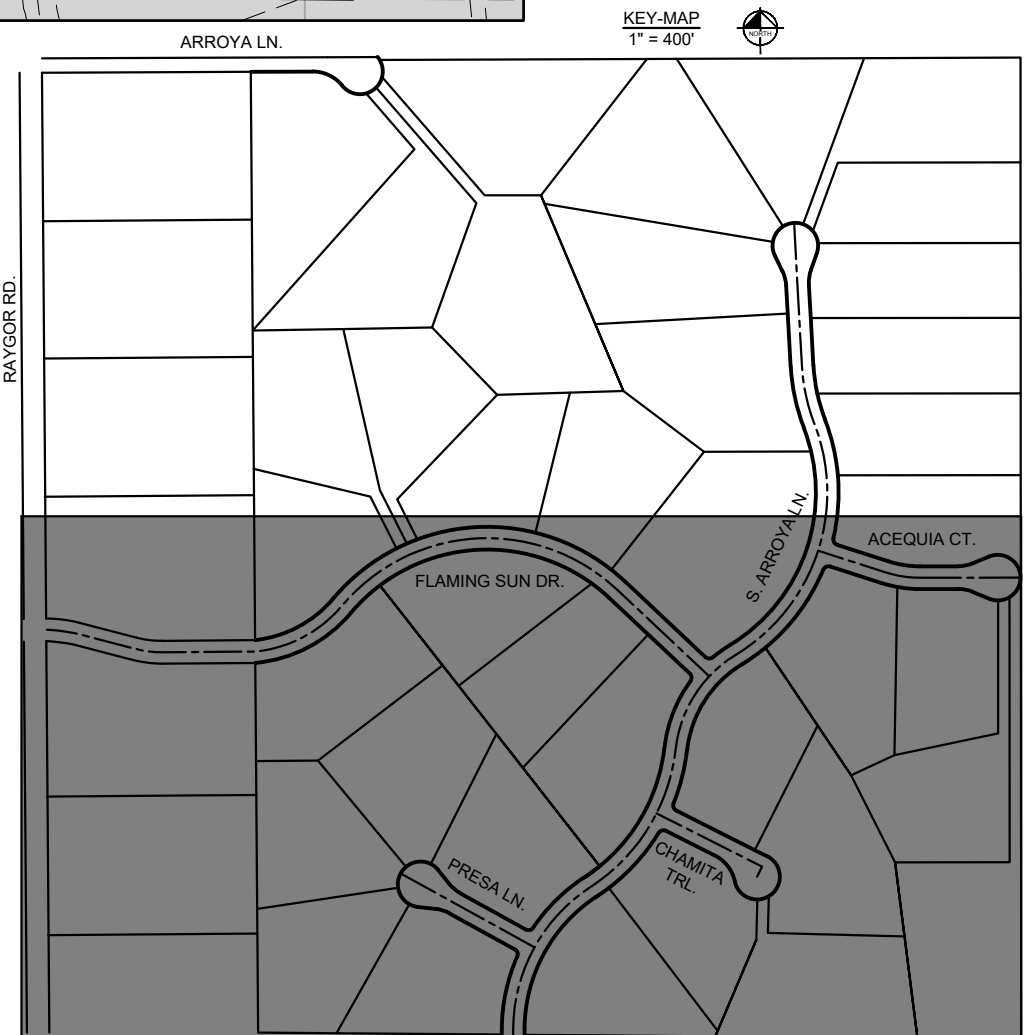 KEY-MAP
1" = 400'
NORTH
ARROYA LN.
RAYGOR RD.
S. ARROYA LN.
ACEQUIA CT.
FLAMING SUN DR.
CHAMITA
TRL.
PRESA LN.